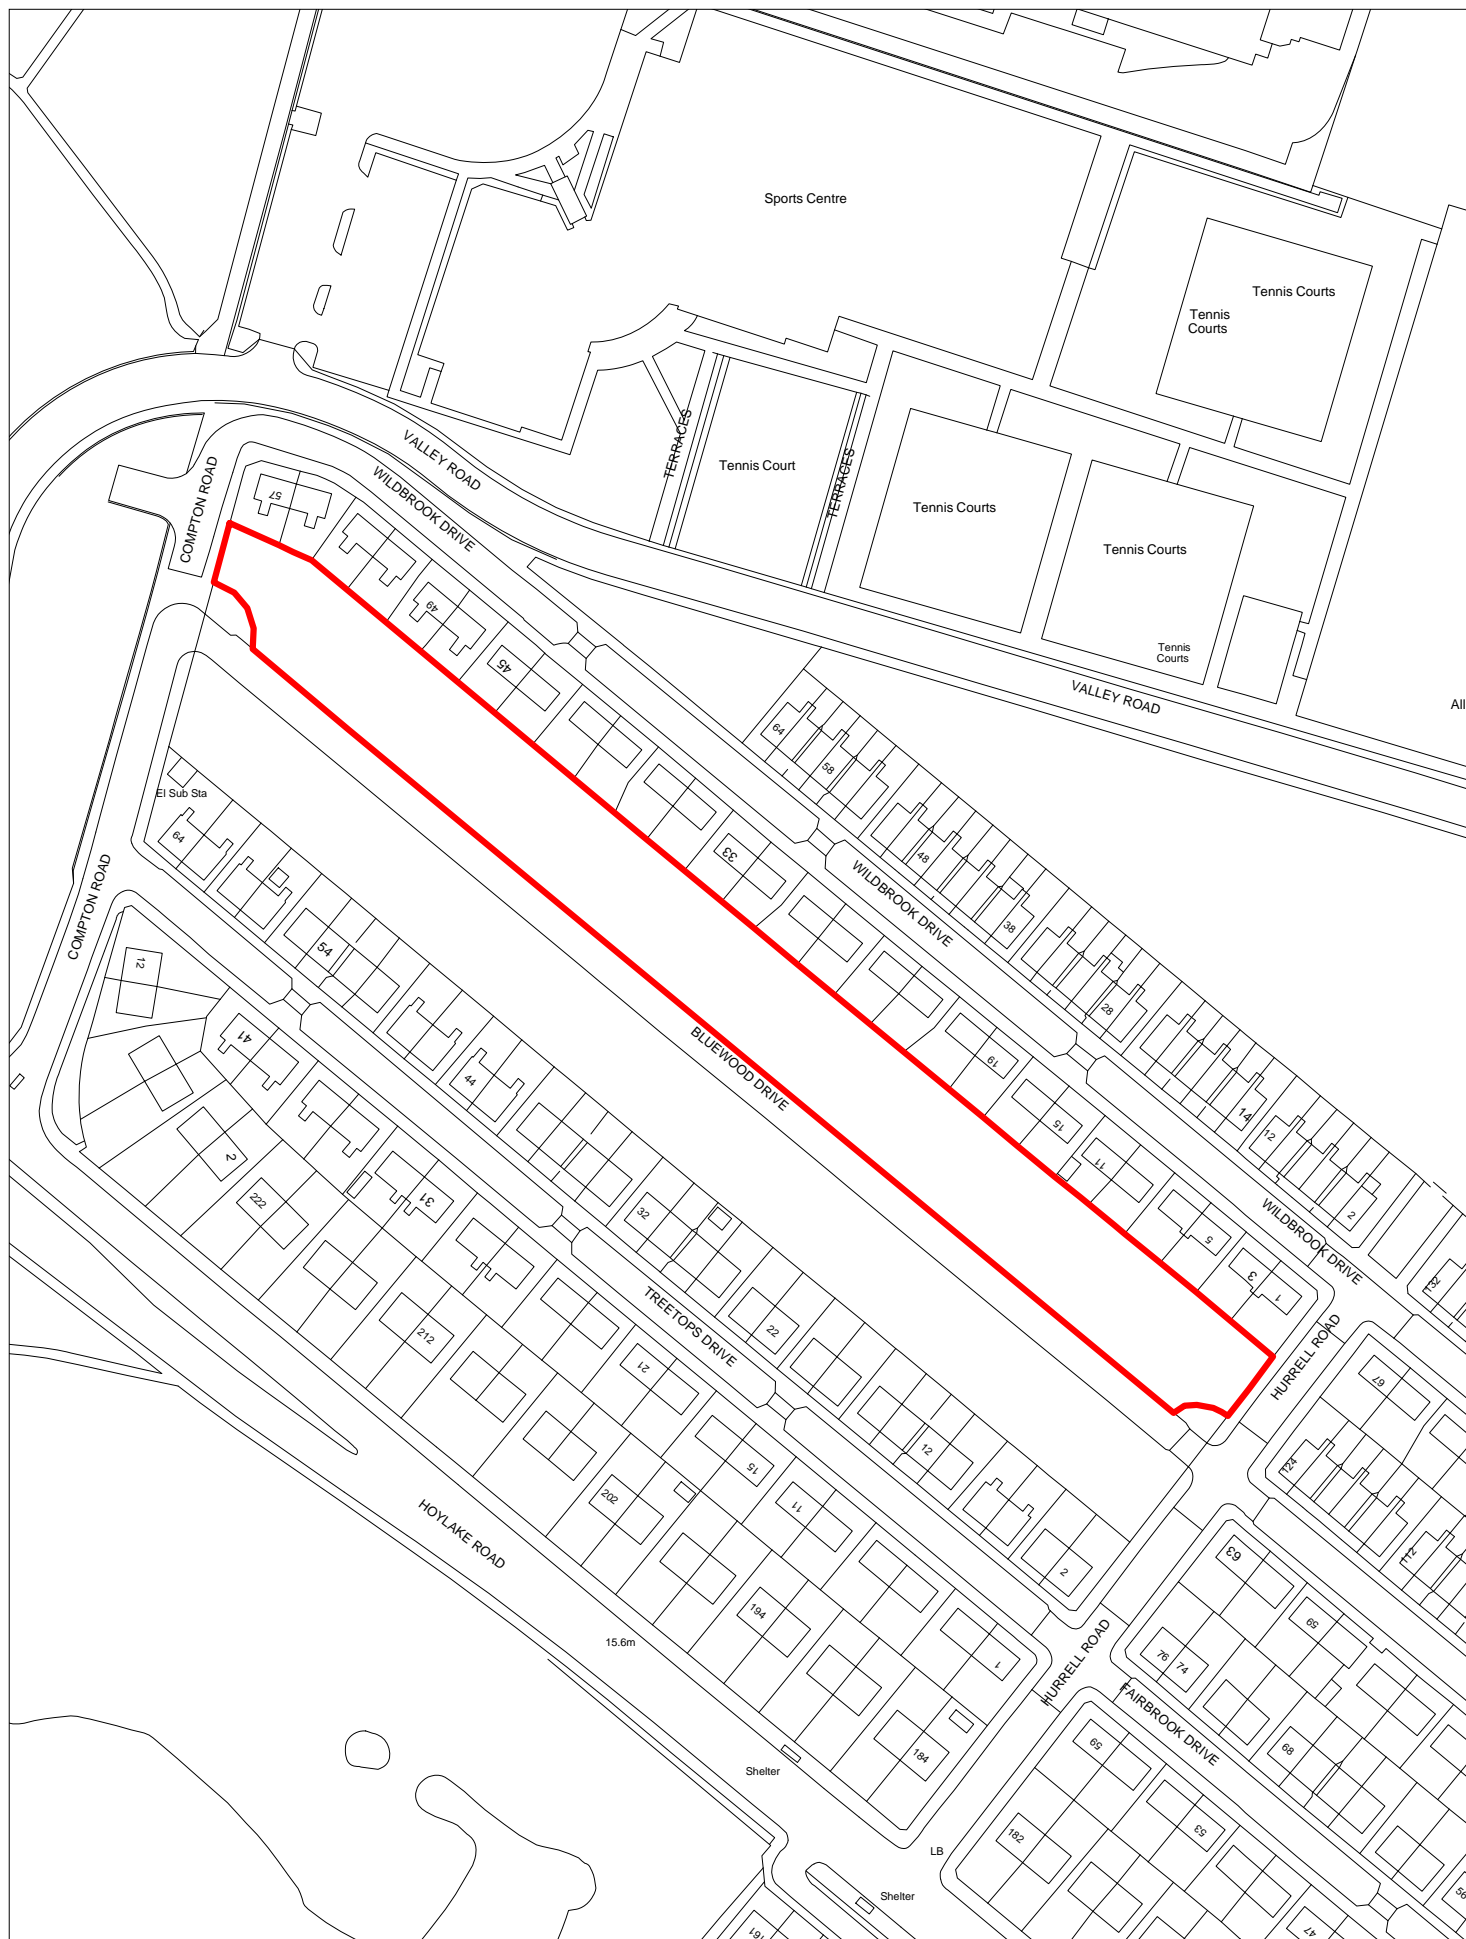 Sports Centre
Tennis Courts
Tennis
Courts
VALLEY ROAD
TERRACES
Tennis Court
TERRACES
WILDBROOK DRIVE
COMPTON ROAD
57
Tennis Courts
Tennis Courts
49
45
Tennis
Courts
VALLEY ROAD
All
64
58
El Sub Sta
64
33
48
WILDBROOK DRIVE
38
COMPTON ROAD
54
12
28
41
44
BLUEWOOD DRIVE
19
15
14
12
11
2
31
222
32
2
WILDBROOK DRIVE
5
3
1
132
TREETOPS DRIVE
22
212
21
HURRELL ROAD
67
12
15
124
202
11
HOYLAKE ROAD
2
63
112
194
59
15.6m
1
76
74
HURRELL ROAD
FAIRBROOK DRIVE
184
59
68
Shelter
182
53
LB
Shelter
56
47
161